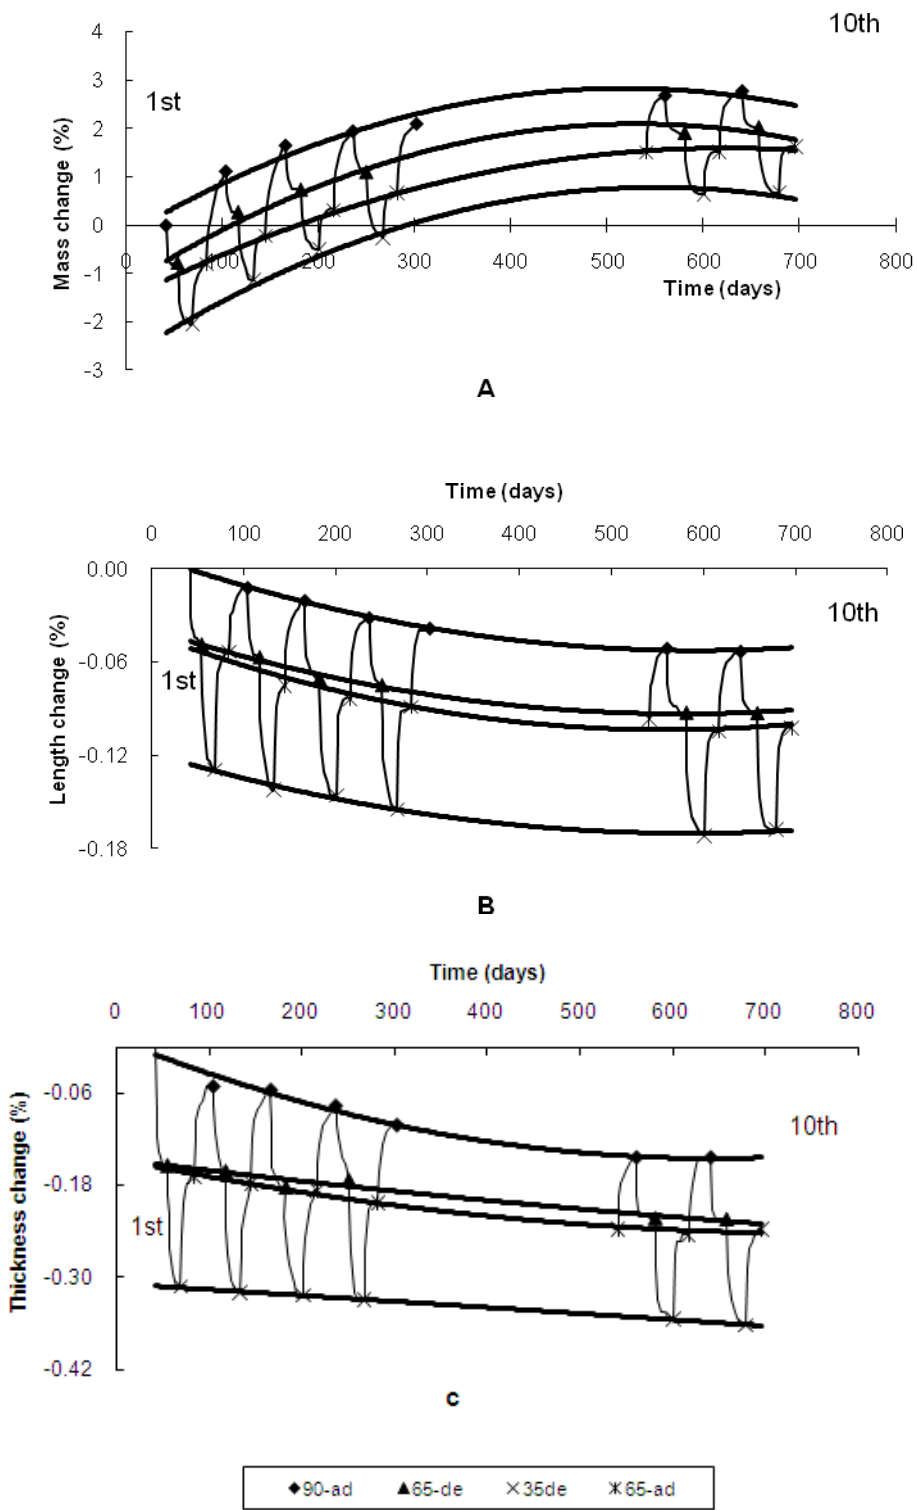 10th
4
3
1st
2
1
0
0 100 200 300 400 500 600 700 800
-1
-2
-3
Mass change (%)
Time (days)
A
Time (days)
0 100 200 300 400 500 600 700 800
0.00
10th
-0.06
1st
-0.12
-0.18
Length change (%)
B
Time (days)
0 100 200 300 400 500 600 700 800
-0.06
10th
-0.18
1st
-0.30
-0.42
Thickness change (%)
c
90-ad 65-de 35de 65-ad